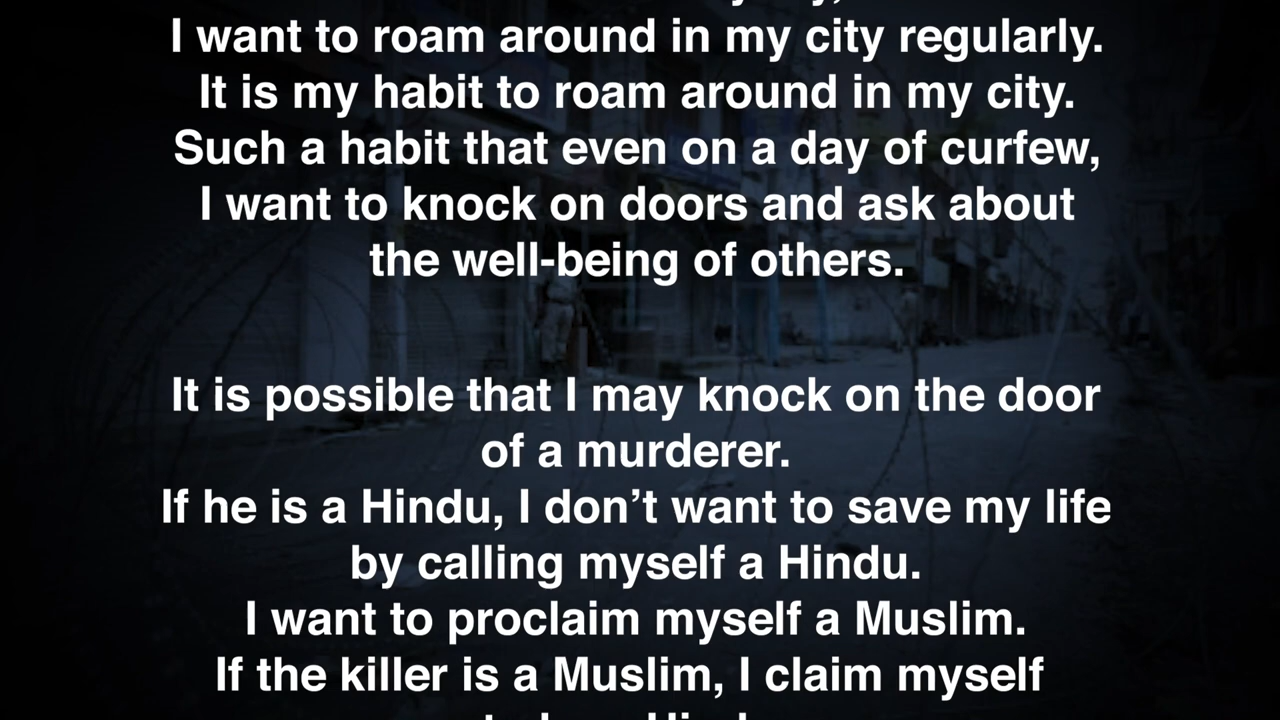 I want to roam around in my city regularly.
It is my habit to roam around in my city.
Such a habit that even on a day of curfew,
I want to knock on doors and ask about
the well-being of others.
It is possible that I may knock on the door
of a murderer.
If he is a Hindu, I don’t want to save my life
by calling myself a Hindu.
I want to proclaim myself a Muslim.
If the killer is a Muslim, I claim myself